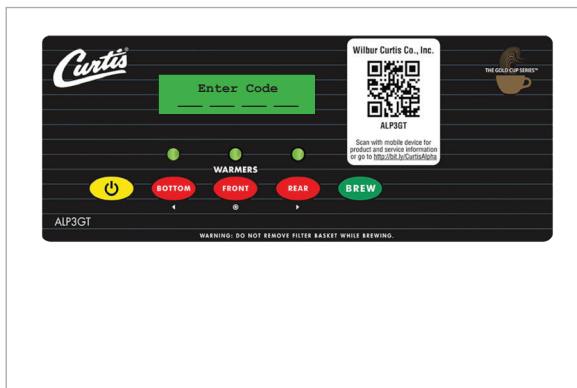 Curtis®
Enter Code
Wilbur Curtis Co., Inc.
ALP3GT
Scan with mobile device for
product and service information
or go to http://bit.ly/CurtisAlpha
THE GOLD CUP SERIES™
WARMERS
BOTTOM
FRONT
REAR
BREW
ALP3GT
WARNING: DO NOT REMOVE FILTER BASKET WHILE BREWING.